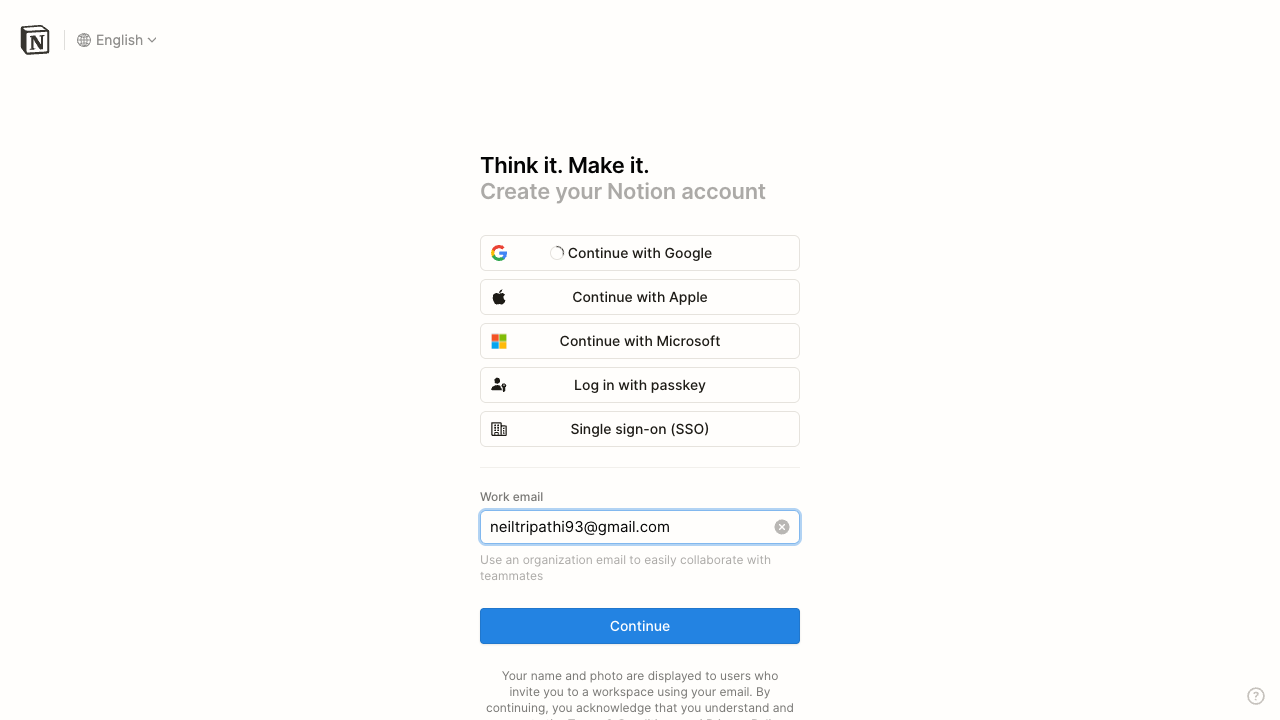 English
Think it. Make it.
Create your Notion account
Continue with Google
Continue with Apple
Continue with Microsoft
Log in with passkey
Single sign-on (SSO)
Work email
neiltripathi93@gmail.com
Use an organization email to easily collaborate with
teammates
Continue
Your name and photo are displayed to users who
invite you to a workspace using your email. By
continuing, you acknowledge that you understand and